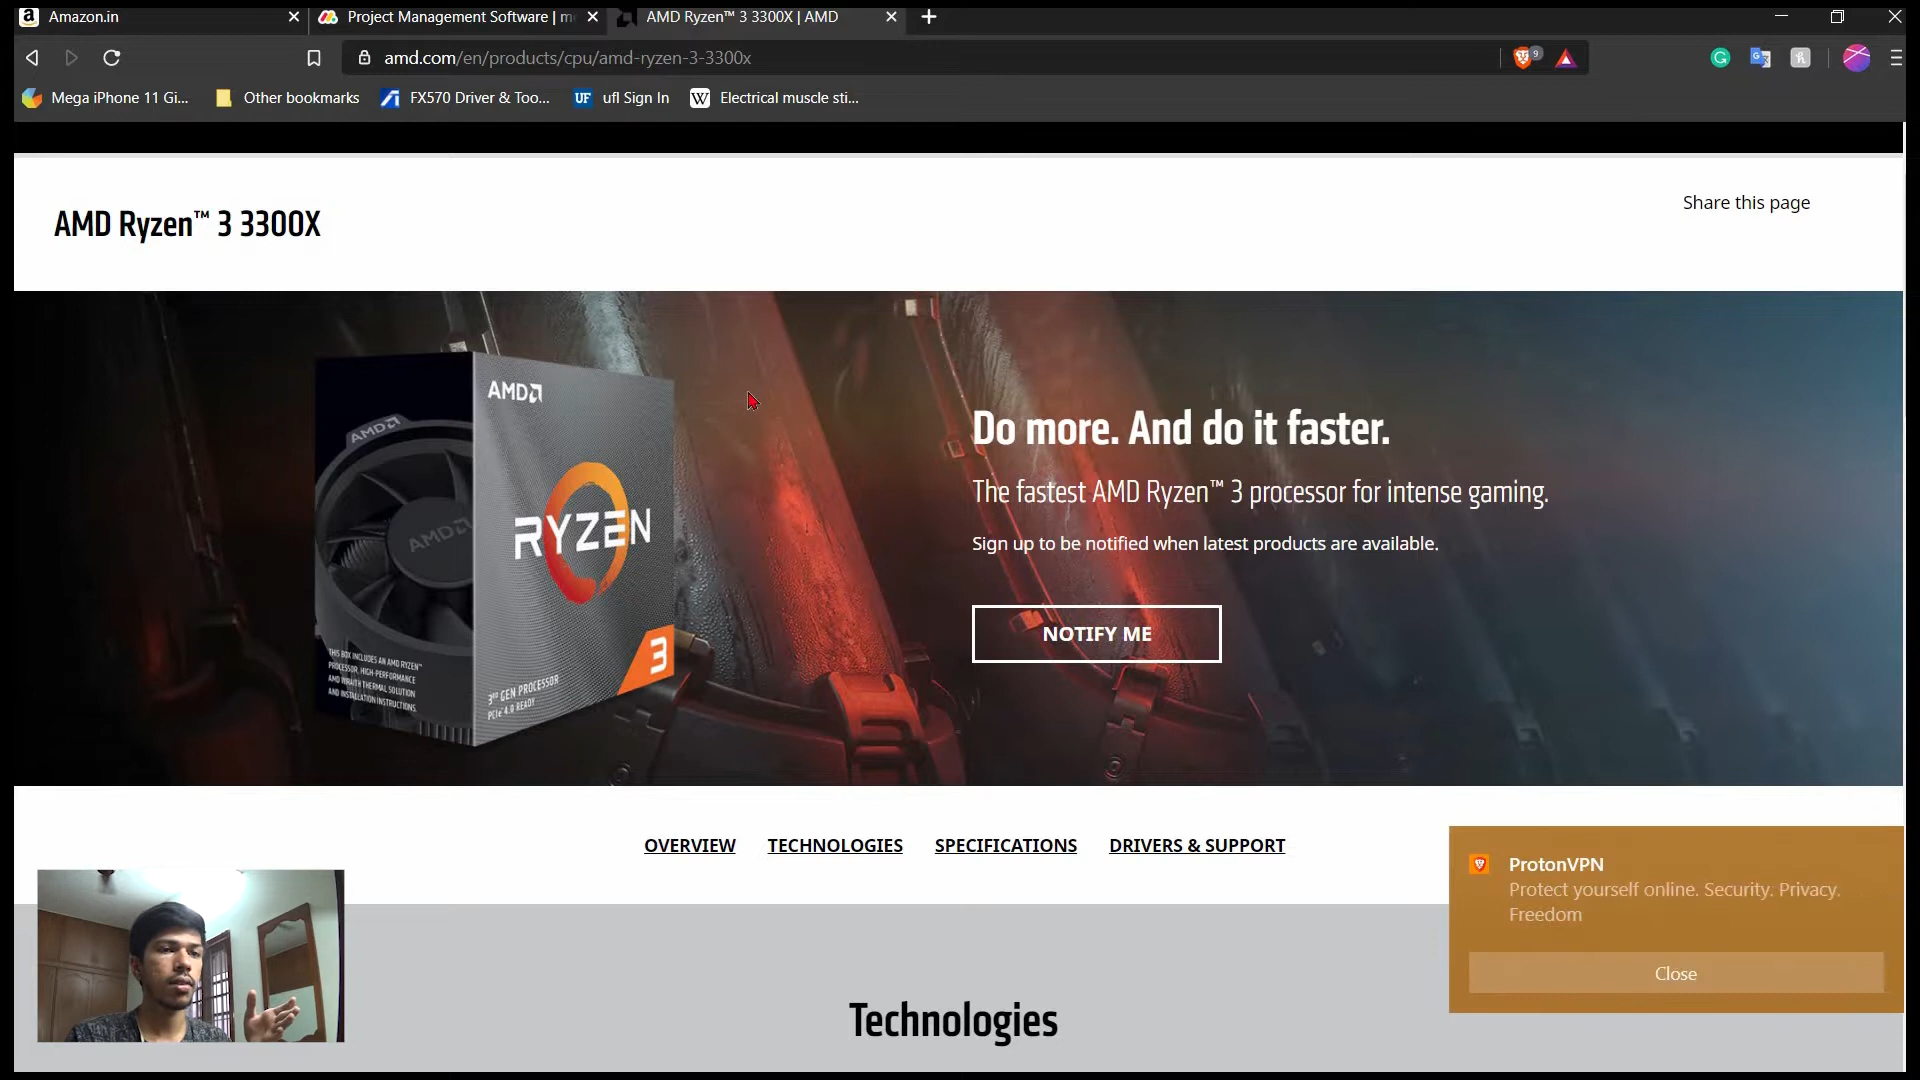 Amazon.in
Project Management Software | m
AMD Ryzen™ 3 3300X | AMD
amd.com/en/products/cpu/amd-ryzen-3-3300x
9
Mega iPhone 11 Gi...
Other bookmarks
FX570 Driver & Too...
UF
ufl Sign In
W
Electrical muscle sti...
AMD Ryzen™ 3 3300X
Share this page
AMD
AMD
AMD
RYZEN
3
THIS BOX INCLUDES AN AMD RYZEN™
PROCESSOR, HIGH-PERFORMANCE
AMD WRAITH THERMAL SOLUTION
AND INSTALLATION INSTRUCTIONS.
3RD GEN PROCESSOR
PCIe 4.0 READY
Do more. And do it faster.
The fastest AMD Ryzen™ 3 processor for intense gaming.
Sign up to be notified when latest products are available.
NOTIFY ME
OVERVIEW
TECHNOLOGIES
SPECIFICATIONS
DRIVERS & SUPPORT
ProtonVPN
Protect yourself online. Security. Privacy.
Freedom
Close
Technologies